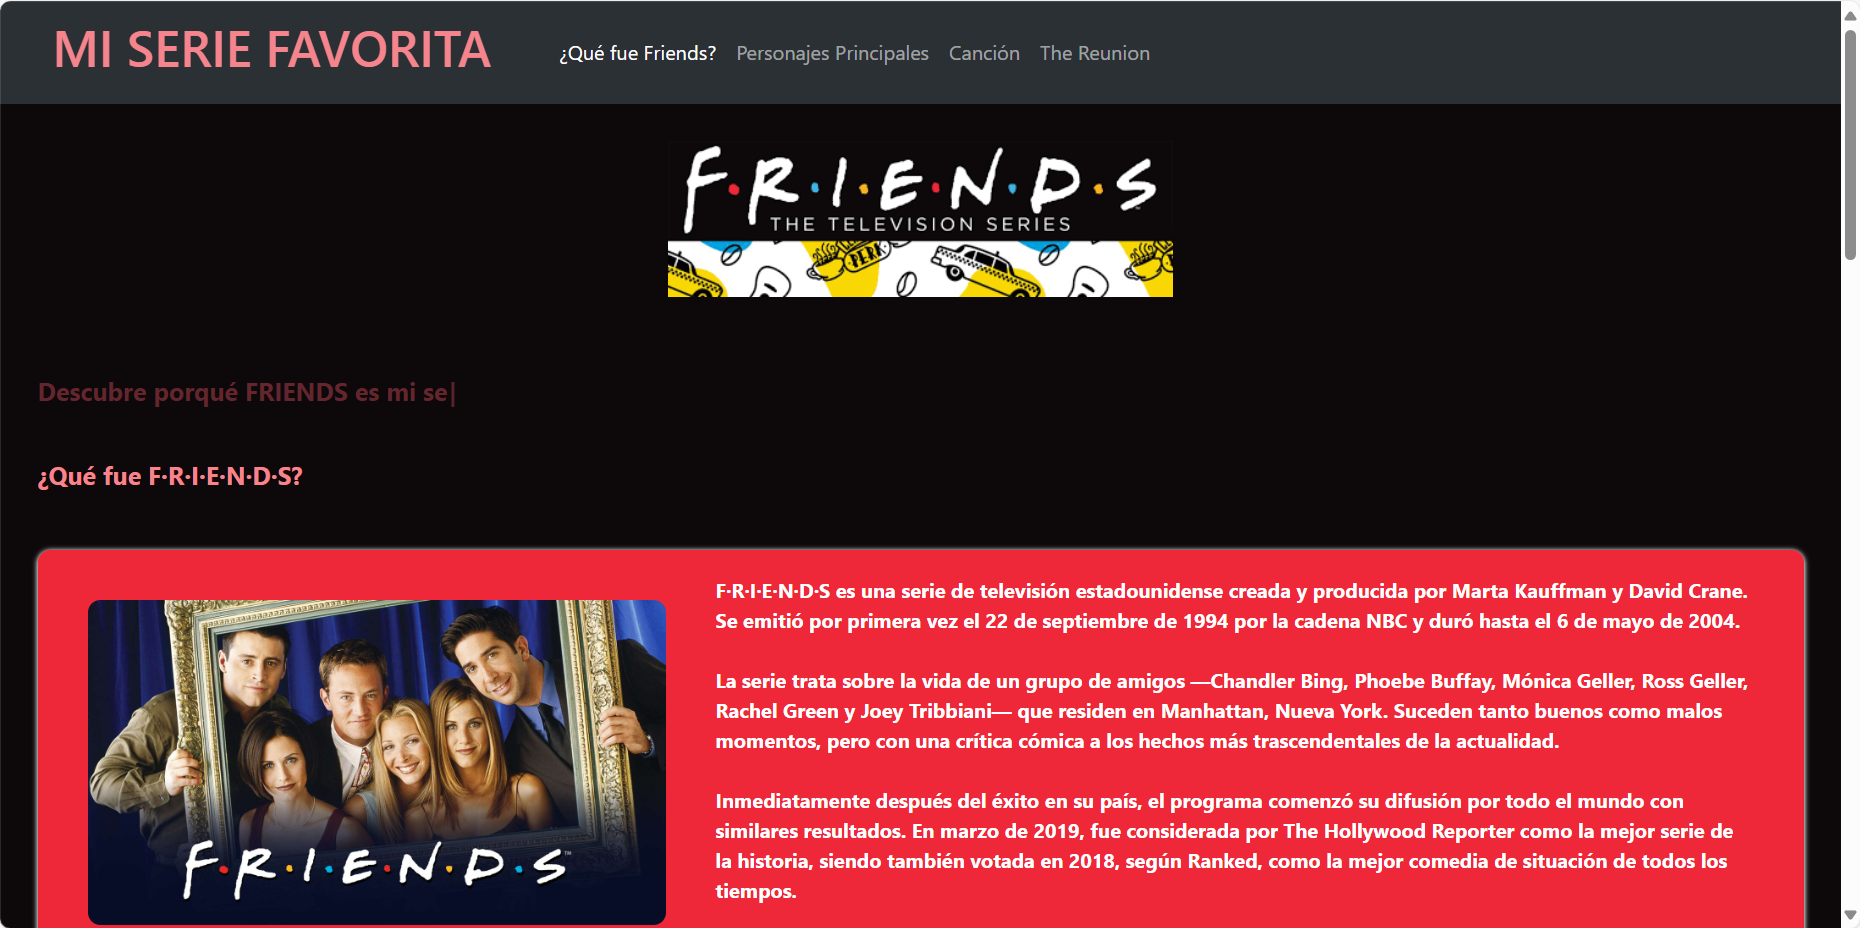 MI SERIE FAVORITA
¿Qué fue Friends? Personajes Principales Canción The Reunion
F·R·I·E·N·D·S
THE TELEVISION SERIES
PERK
Descubre porqué FRIENDS es mi se|
¿Qué fue F·R·I·E·N·D·S?
F·R·I·E·N·D·S es una serie de televisión estadounidense creada y producida por Marta Kauffman y David Crane.
Se emitió por primera vez el 22 de septiembre de 1994 por la cadena NBC y duró hasta el 6 de mayo de 2004.
La serie trata sobre la vida de un grupo de amigos —Chandler Bing, Phoebe Buffay, Mónica Geller, Ross Geller,
Rachel Green y Joey Tribbiani— que residen en Manhattan, Nueva York. Suceden tanto buenos como malos
momentos, pero con una crítica cómica a los hechos más trascendentales de la actualidad.
Inmediatamente después del éxito en su país, el programa comenzó su difusión por todo el mundo con
similares resultados. En marzo de 2019, fue considerada por The Hollywood Reporter como la mejor serie de
la historia, siendo también votada en 2018, según Ranked, como la mejor comedia de situación de todos los
tiempos.
F·R·I·E·N·D·S™